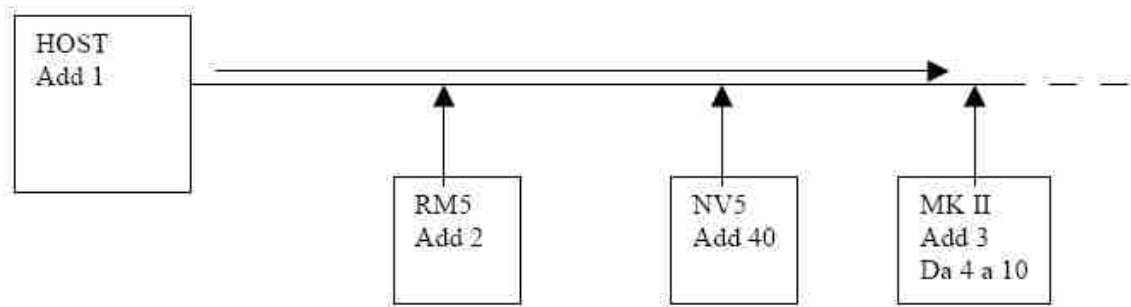 HOST
Add 1
RM5
Add 2
NV5
Add 40
MK II
Add 3
Da 4 a 10